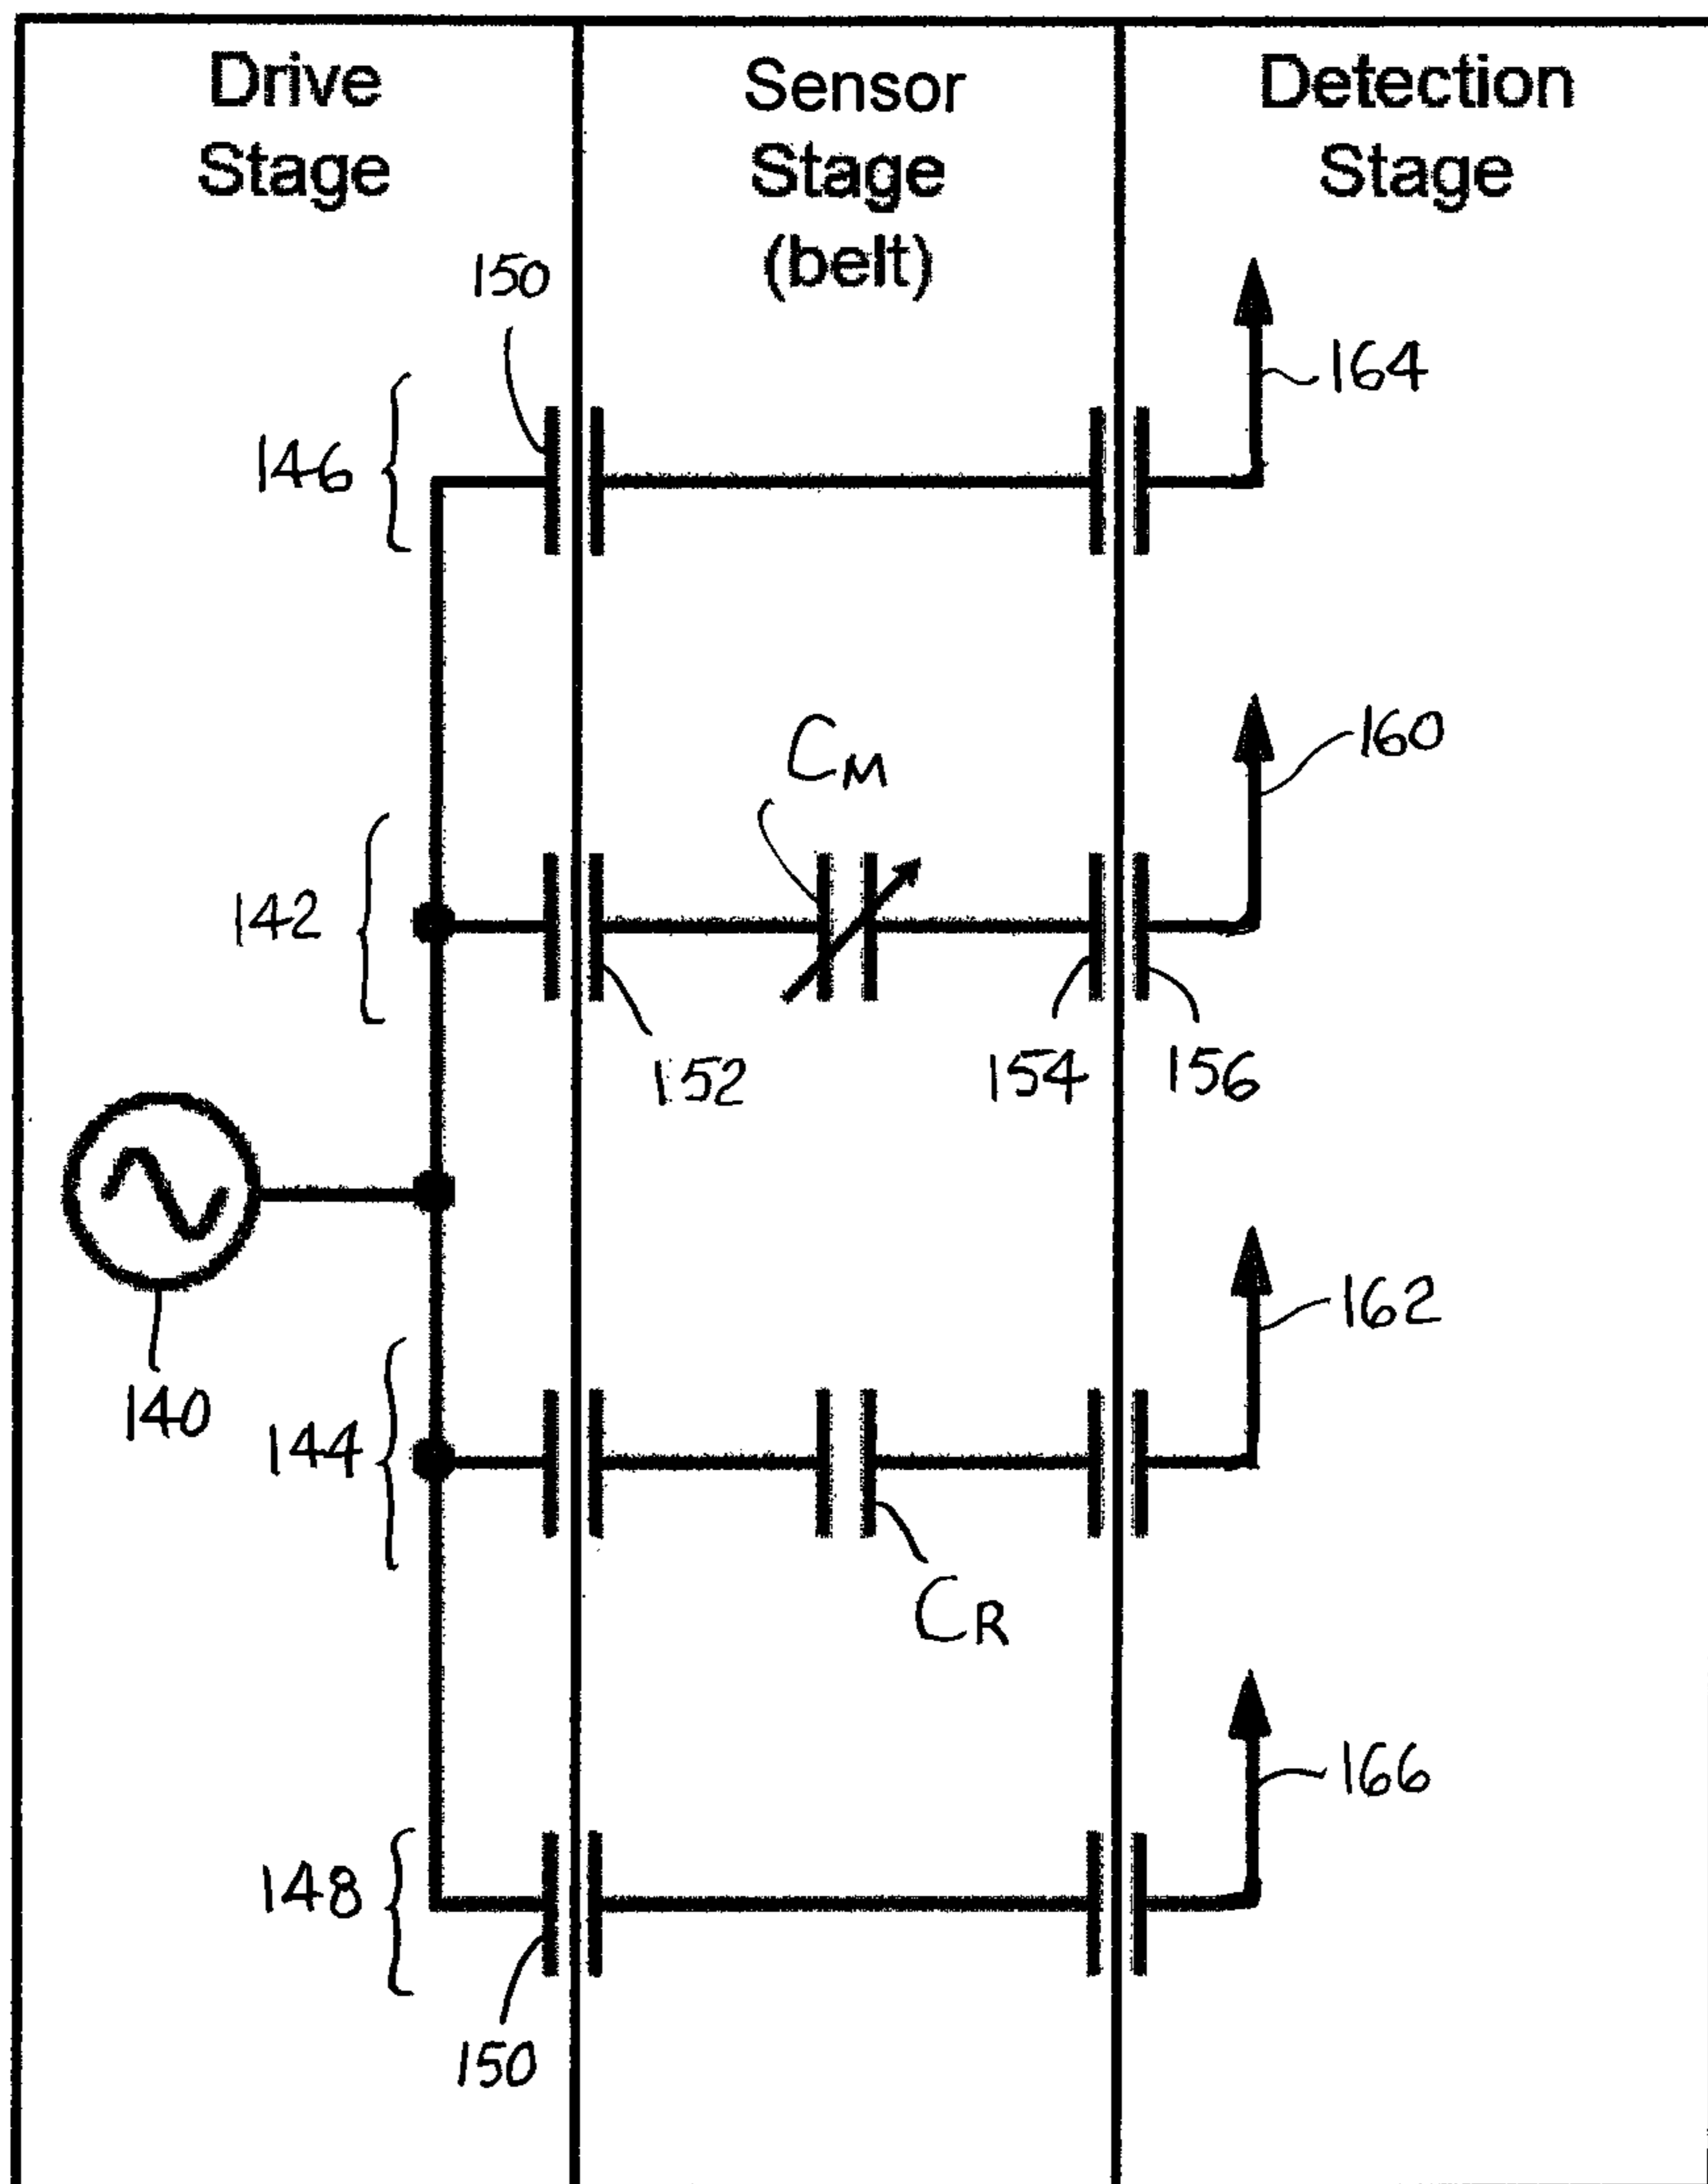 Drive
Stage
Sensor
Stage
(belt)
Detection
Stage
150
164
146
160
CM
142
152
154
156
162
140
144
CR
166
148
150